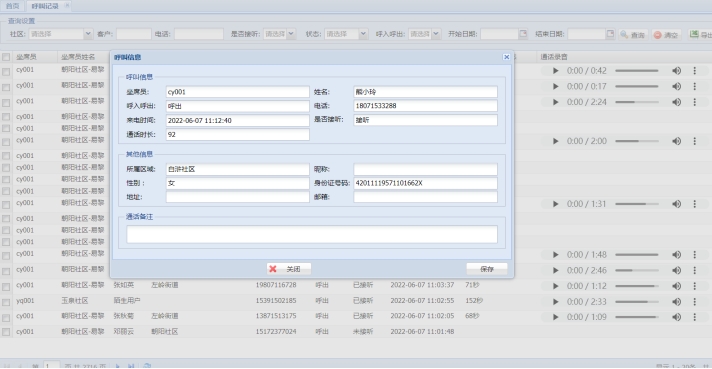 首页 呼叫记录
查询设置
社区: 请选择 客户: 电话: 是否接听: 请选择 状态: 请选择 呼入呼出: 请选择 开始日期: 结束日期: 查询 清空 导出
坐席员 坐席员姓名 通话录音
呼叫信息
呼叫信息
坐席员: cy001 姓名: 熊小玲
呼入呼出: 呼出 电话: 18071533288
来电时间: 2022-06-07 11:12:40 是否接听: 接听
通话时长: 92
其他信息
所属区域: 白浒社区 昵称:
性别: 女 身份证号码: 42011119571101662X
地址: 邮箱:
通话备注
关闭 保存
cy001 朝阳社区-易黎 0:00 / 0:42
cy001 朝阳社区-易黎 0:00 / 0:17
cy001 朝阳社区-易黎 0:00 / 2:24
cy001 朝阳社区-易黎
cy001 朝阳社区-易黎
cy001 朝阳社区-易黎 0:00 / 2:00
cy001 朝阳社区-易黎
cy001 朝阳社区-易黎
cy001 朝阳社区-易黎
cy001 朝阳社区-易黎
cy001 朝阳社区-易黎 0:00 / 1:31
cy001 朝阳社区-易黎
cy001 朝阳社区-易黎
cy001 朝阳社区-易黎
cy001 朝阳社区-易黎 0:00 / 1:48
cy001 朝阳社区-易黎 0:00 / 2:46
cy001 朝阳社区-易黎 张如英 左岭街道 19807116728 呼出 已接听 2022-06-07 11:03:37 71秒 0:00 / 1:12
yq001 玉泉社区 陌生用户 15391502185 呼出 已接听 2022-06-07 11:02:55 152秒 0:00 / 2:33
cy001 朝阳社区-易黎 张秋菊 左岭街道 13871513175 呼出 已接听 2022-06-07 11:02:05 68秒 0:00 / 1:09
cy001 朝阳社区-易黎 邓丽云 朝阳社区 15172377024 呼出 未接听 2022-06-07 11:01:48
第 1 页,共 3716 页